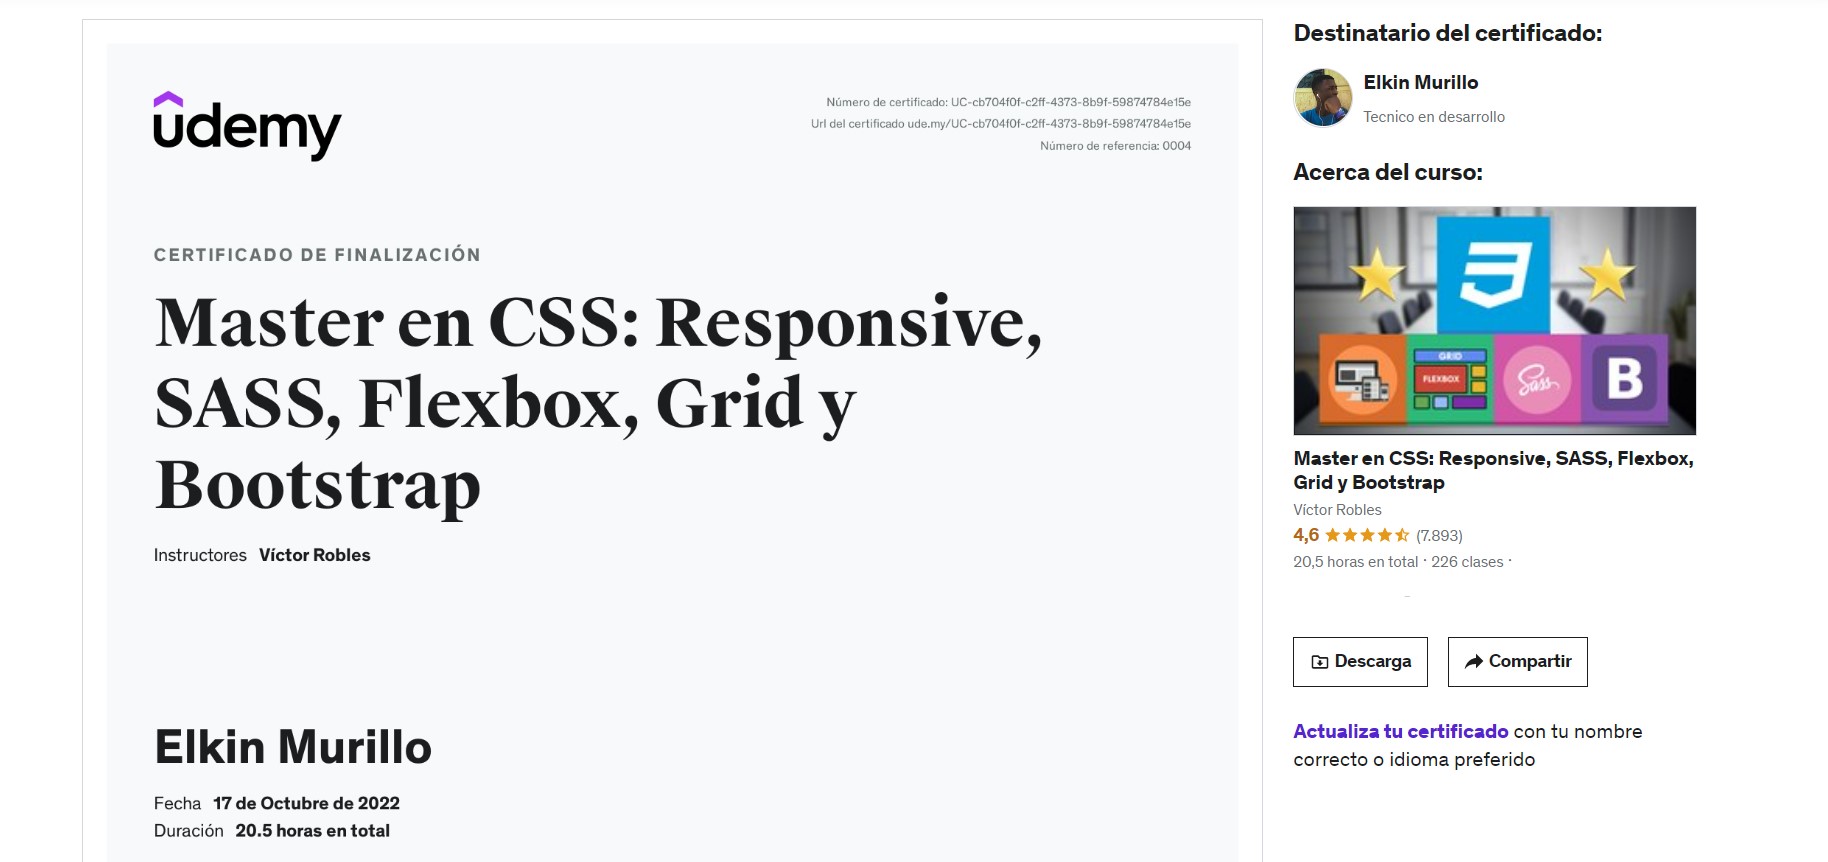 udemy
Número de certificado: UC-cb704f0f-c2ff-4373-8b9f-59874784e15e
Url del certificado ude.my/UC-cb704f0f-c2ff-4373-8b9f-59874784e15e
Número de referencia: 0004
CERTIFICADO DE FINALIZACIÓN
Master en CSS: Responsive,
SASS, Flexbox, Grid y
Bootstrap
Instructores Víctor Robles
Elkin Murillo
Fecha 17 de Octubre de 2022
Duración 20.5 horas en total
Destinatario del certificado:
Elkin Murillo
Tecnico en desarrollo
Acerca del curso:
3
GRID
FLEXBOX
Sass
B
Master en CSS: Responsive, SASS, Flexbox,
Grid y Bootstrap
Víctor Robles
4,6 (7.893)
20,5 horas en total · 226 clases ·
Descarga
Compartir
Actualiza tu certificado con tu nombre
correcto o idioma preferido